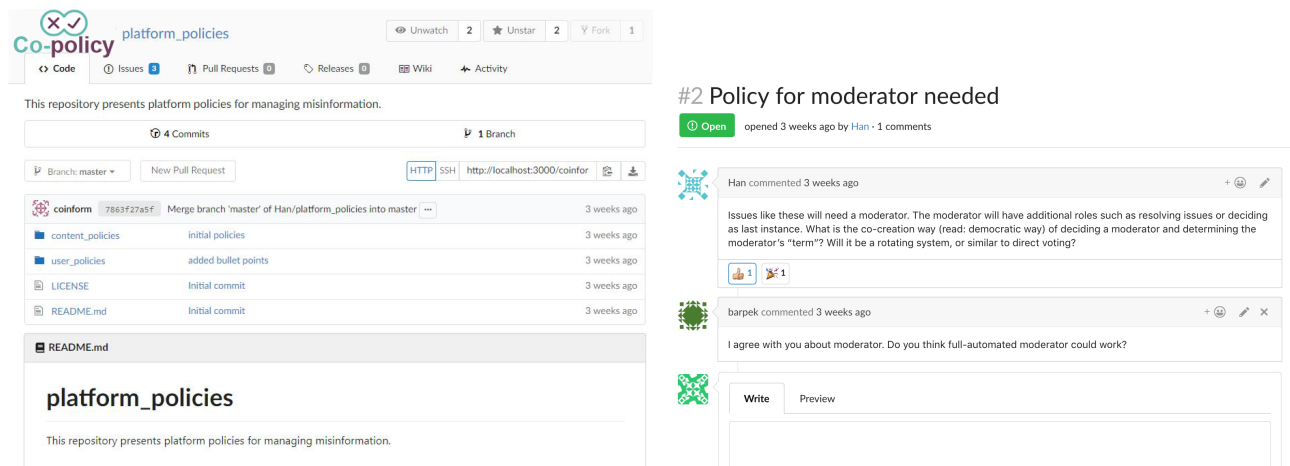 Co-policy
platform_policies
Unwatch 2 Unstar 2 Fork 1
Code Issues 3 Pull Requests 0 Releases 0 Wiki Activity
This repository presents platform policies for managing misinformation.
4 Commits 1 Branch
Branch: master New Pull Request HTTP SSH http://localhost:3000/coinfor
coinform 7863f27a5f Merge branch 'master' of Han/platform_policies into master ... 3 weeks ago
content_policies initial policies 3 weeks ago
user_policies added bullet points 3 weeks ago
LICENSE Initial commit 3 weeks ago
README.md Initial commit 3 weeks ago
README.md
platform_policies
This repository presents platform policies for managing misinformation.
#2 Policy for moderator needed
Open opened 3 weeks ago by Han · 1 comments
Han commented 3 weeks ago
Issues like these will need a moderator. The moderator will have additional roles such as resolving issues or deciding
as last instance. What is the co-creation way (read: democratic way) of deciding a moderator and determining the
moderator's “term”? Will it be a rotating system, or similar to direct voting?
1 1
barpek commented 3 weeks ago
I agree with you about moderator. Do you think full-automated moderator could work?
Write Preview